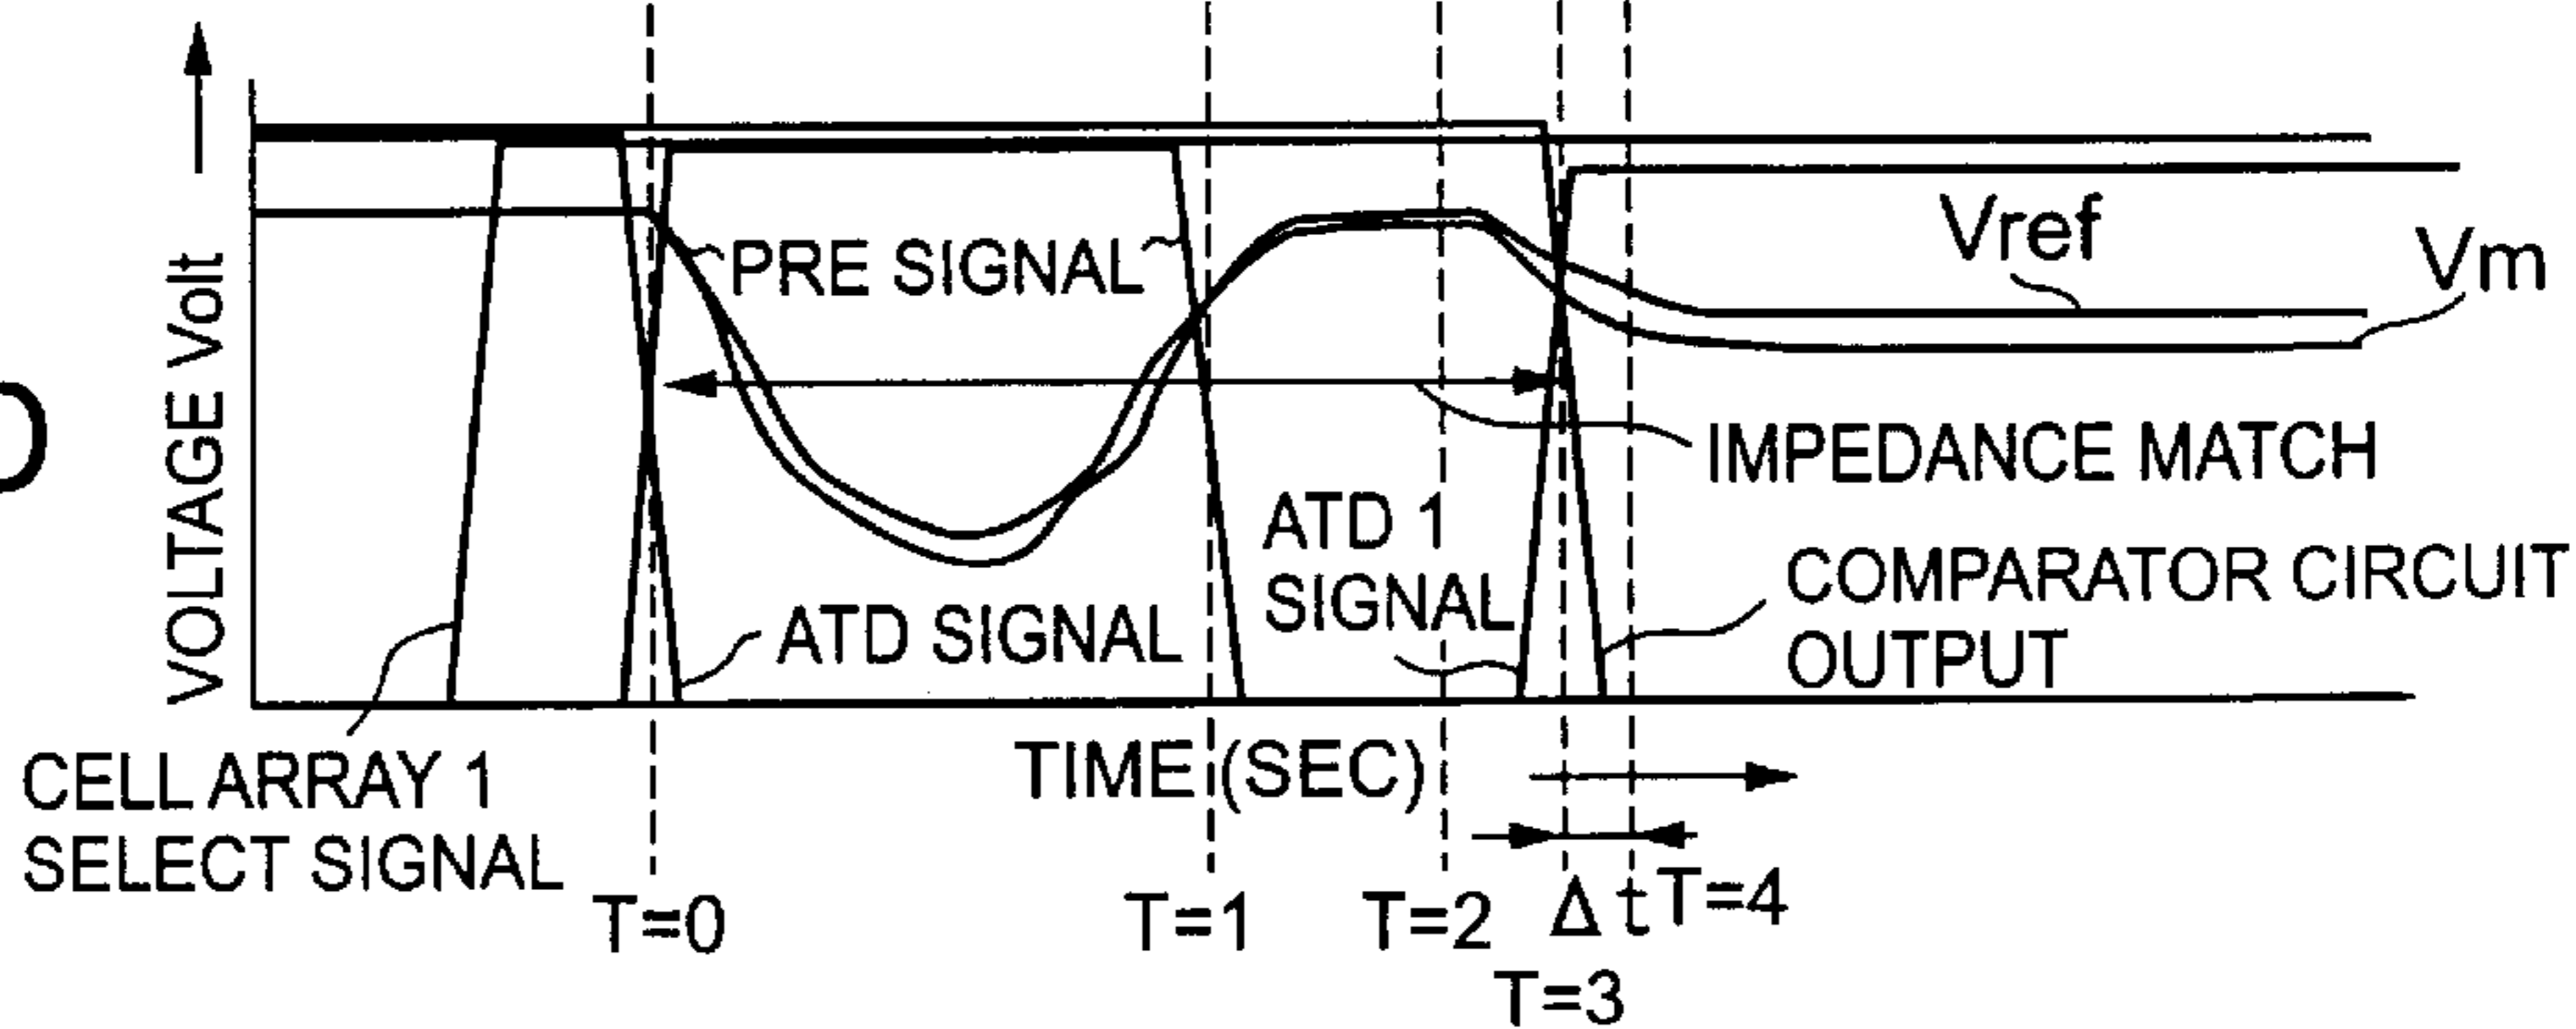 D
VOLTAGE Volt
PRE SIGNAL
Vref
Vm
IMPEDANCE MATCH
ATD 1
SIGNAL
ATD SIGNAL
COMPARATOR CIRCUIT
OUTPUT
CELL ARRAY 1
SELECT SIGNAL
TIME (SEC)
T=0
T=1
T=2
Δ t
T=4
T=3